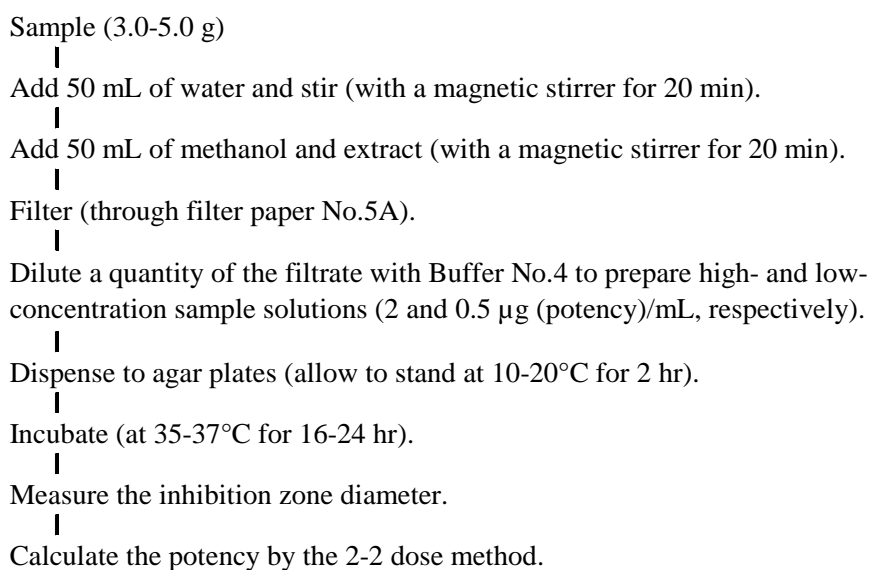 Sample (3.0-5.0 g)
Add 50 mL of water and stir (with a magnetic stirrer for 20 min).
Add 50 mL of methanol and extract (with a magnetic stirrer for 20 min).
Filter (through filter paper No.5A).
Dilute a quantity of the filtrate with Buffer No.4 to prepare high- and low-
concentration sample solutions (2 and 0.5 µg (potency)/mL, respectively).
Dispense to agar plates (allow to stand at 10-20°C for 2 hr).
Incubate (at 35-37°C for 16-24 hr).
Measure the inhibition zone diameter.
Calculate the potency by the 2-2 dose method.